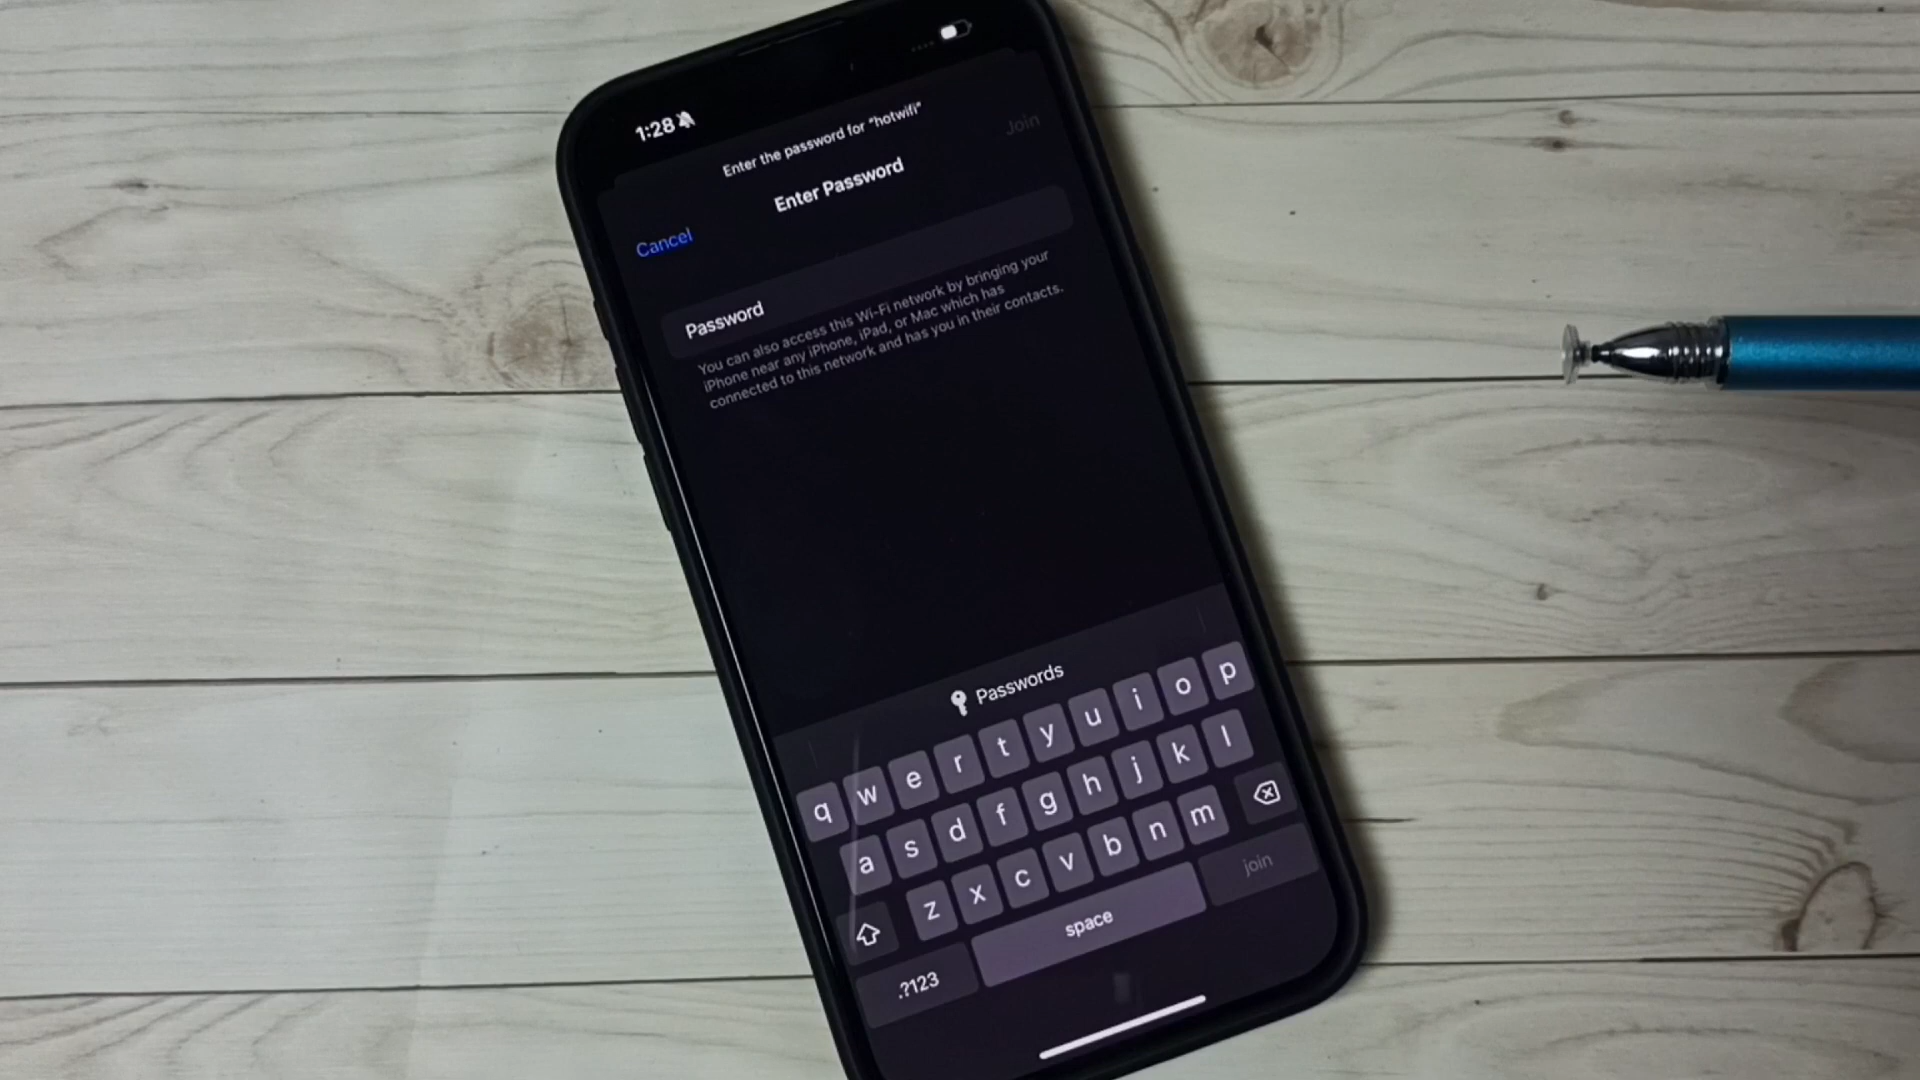 1:28
Enter the password for "hotwifi"
Join
Enter Password
Cancel
Password
You can also access this Wi-Fi network by bringing your
iPhone near any iPhone, iPad, or Mac which has
connected to this network and has you in their contacts.
Passwords
q w e r t y u i o p
a s d f g h j k l
z x c v b n m
.?123 space join